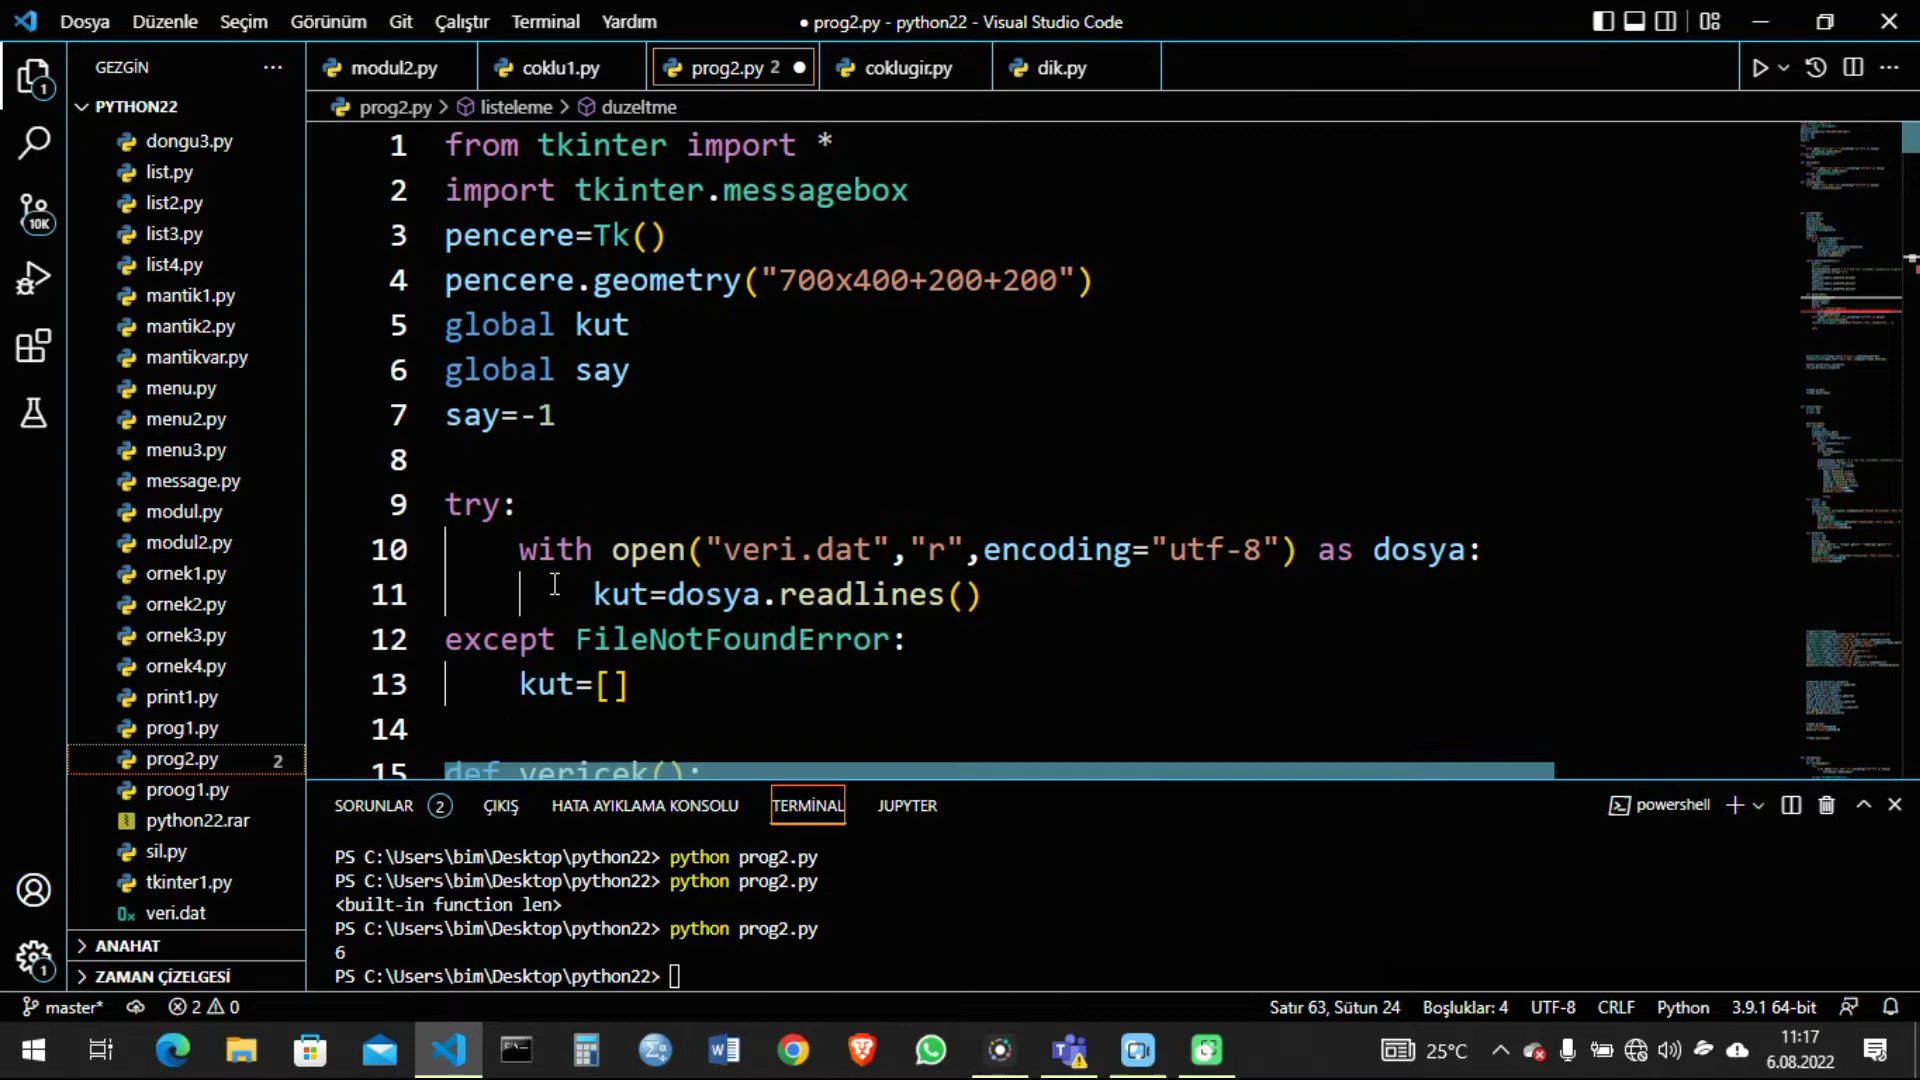 Dosya Düzenle Seçim Görünüm Git Çalıştır Terminal Yardım
● prog2.py - python22 - Visual Studio Code
GEZGİN ...
modul2.py coklu1.py prog2.py 2 ● coklugir.py dik.py
PYTHON22
prog2.py > listeleme > duzeltme
dongu3.py
list.py
list2.py
list3.py
list4.py
mantik1.py
mantik2.py
mantikvar.py
menu.py
menu2.py
menu3.py
message.py
modul.py
modul2.py
ornek1.py
ornek2.py
ornek3.py
ornek4.py
print1.py
prog1.py
prog2.py 2
proog1.py
python22.rar
sil.py
tkinter1.py
veri.dat
ANAHAT
ZAMAN ÇİZELGESİ
1
10K
1
1 from tkinter import *
2 import tkinter.messagebox
3 pencere=Tk()
4 pencere.geometry("700x400+200+200")
5 global kut
6 global say
7 say=-1
8
9 try:
10 with open("veri.dat","r",encoding="utf-8") as dosya:
11 kut=dosya.readlines()
12 except FileNotFoundError:
13 kut=[]
14
15 def vericek():
SORUNLAR 2 ÇIKIŞ HATA AYIKLAMA KONSOLU TERMİNAL JUPYTER
powershell
PS C:\Users\bim\Desktop\python22> python prog2.py
PS C:\Users\bim\Desktop\python22> python prog2.py
<built-in function len>
PS C:\Users\bim\Desktop\python22> python prog2.py
6
PS C:\Users\bim\Desktop\python22>
master* 2 0
Satır 63, Sütun 24 Boşluklar: 4 UTF-8 CRLF Python 3.9.1 64-bit
25°C
11:17
6.08.2022